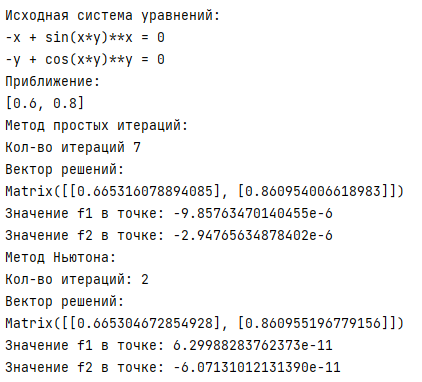 Исходная система уравнений:
-x + sin(x*y)**x = 0
-y + cos(x*y)**y = 0
Приближение:
[0.6, 0.8]
Метод простых итераций:
Кол-во итераций 7
Вектор решений:
Matrix([[0.665316078894085], [0.860954006618983]])
Значение f1 в точке: -9.85763470140455e-6
Значение f2 в точке: -2.94765634878402e-6
Метод Ньютона:
Кол-во итераций: 2
Вектор решений:
Matrix([[0.665304672854928], [0.860955196779156]])
Значение f1 в точке: 6.29988283762373e-11
Значение f2 в точке: -6.07131012131390e-11